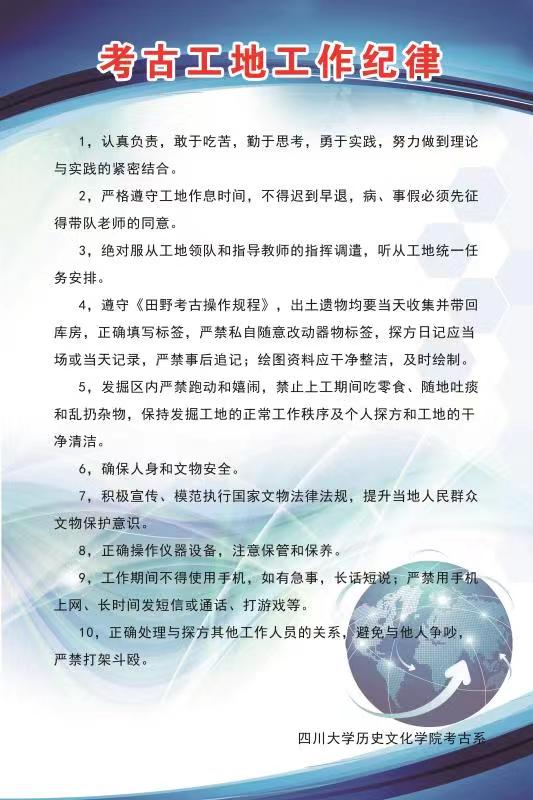 考古工地工作纪律
1，认真负责，敢于吃苦，勤于思考，勇于实践，努力做到理论
与实践的紧密结合。
2，严格遵守工地作息时间，不得迟到早退，病、事假必须先征
得带队老师的同意。
3，绝对服从工地领队和指导教师的指挥调遣，听从工地统一任
务安排。
4，遵守《田野考古操作规程》，出土遗物均要当天收集并带回
库房，正确填写标签，严禁私自随意改动器物标签，探方日记应当
场或当天记录，严禁事后追记；绘图资料应干净整洁，及时绘制。
5，发掘区内严禁跑动和嬉闹，禁止上工期间吃零食、随地吐痰
和乱扔杂物，保持发掘工地的正常工作秩序及个人探方和工地的干
净清洁。
6，确保人身和文物安全。
7，积极宣传、模范执行国家文物法律法规，提升当地人民群众
文物保护意识。
8，正确操作仪器设备，注意保管和保养。
9，工作期间不得使用手机，如有急事，长话短说；严禁用手机
上网、长时间发短信或通话、打游戏等。
10，正确处理与探方其他工作人员的关系，避免与他人争吵，
严禁打架斗殴。
四川大学历史文化学院考古系